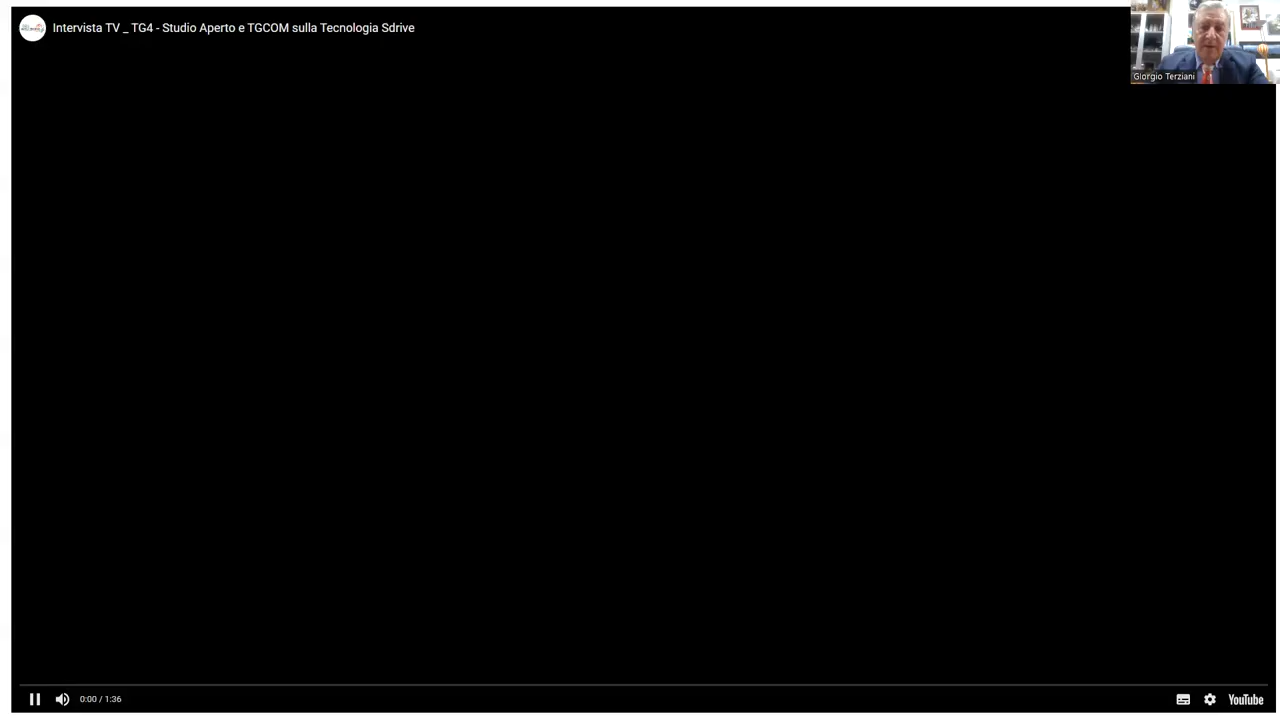 Intervista TV _ TG4 - Studio Aperto e TGCOM sulla Tecnologia Sdrive
Giorgio Terziani
0:00 / 1:36
YouTube